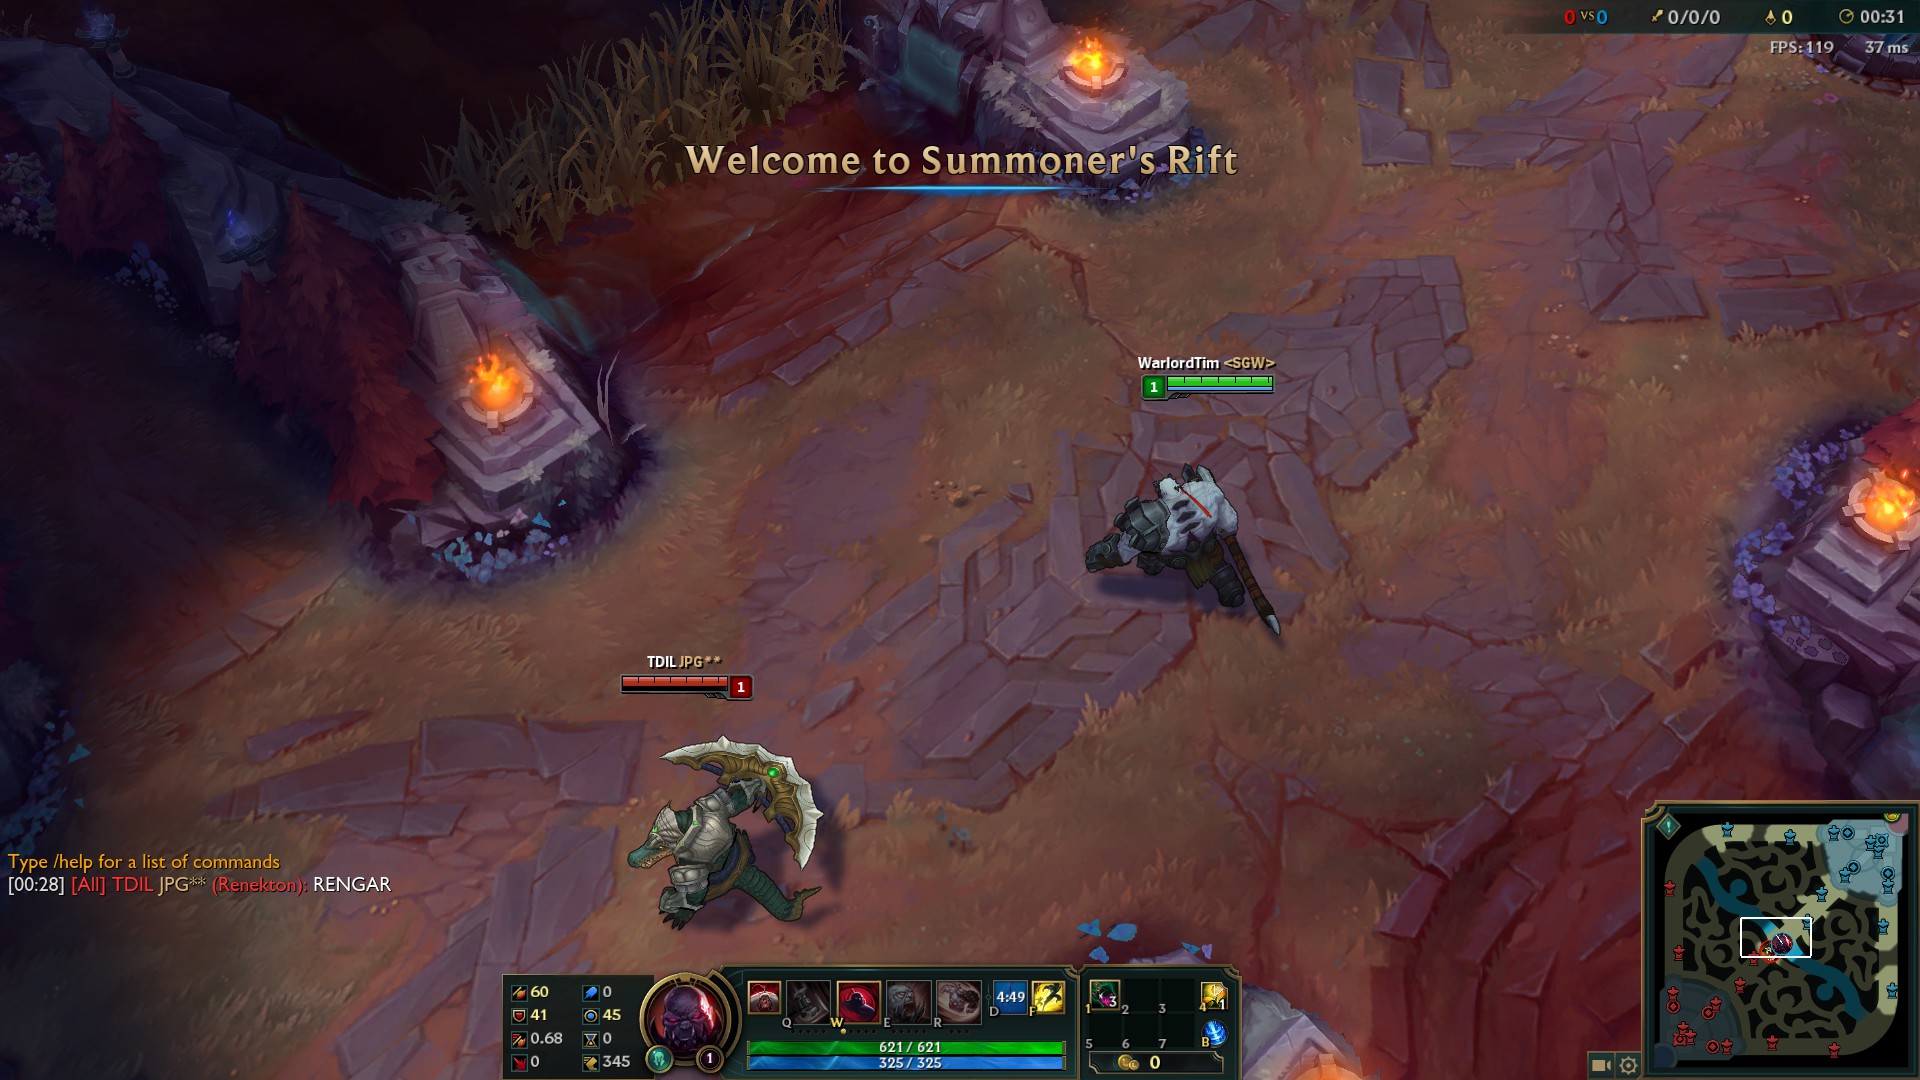 0 VS 0 0/0/0 0 00:31
FPS: 119 37 ms
Welcome to Summoner's Rift
WarlordTim <SGW>
1
TDIL JPG**
1
Type /help for a list of commands
[00:28] [All] TDIL JPG** (Renekton): RENGAR
60 0
41 45
0.68 0
0 345
1
Q W E R
4:49 D F
621 / 621
325 / 325
1 3 2 3 4 1
5 6 7 B
0